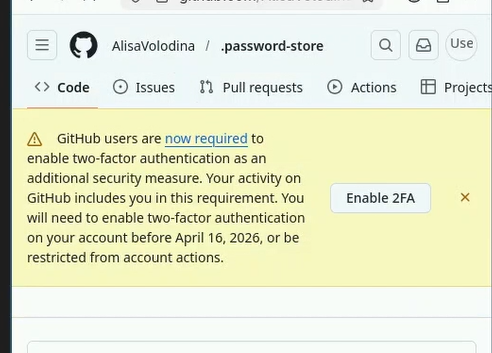 AlisaVolodina / .password-store
Use
Code Issues Pull requests Actions Projects
GitHub users are now required to
enable two-factor authentication as an
additional security measure. Your activity on
GitHub includes you in this requirement. You
will need to enable two-factor authentication
on your account before April 16, 2026, or be
restricted from account actions.
Enable 2FA